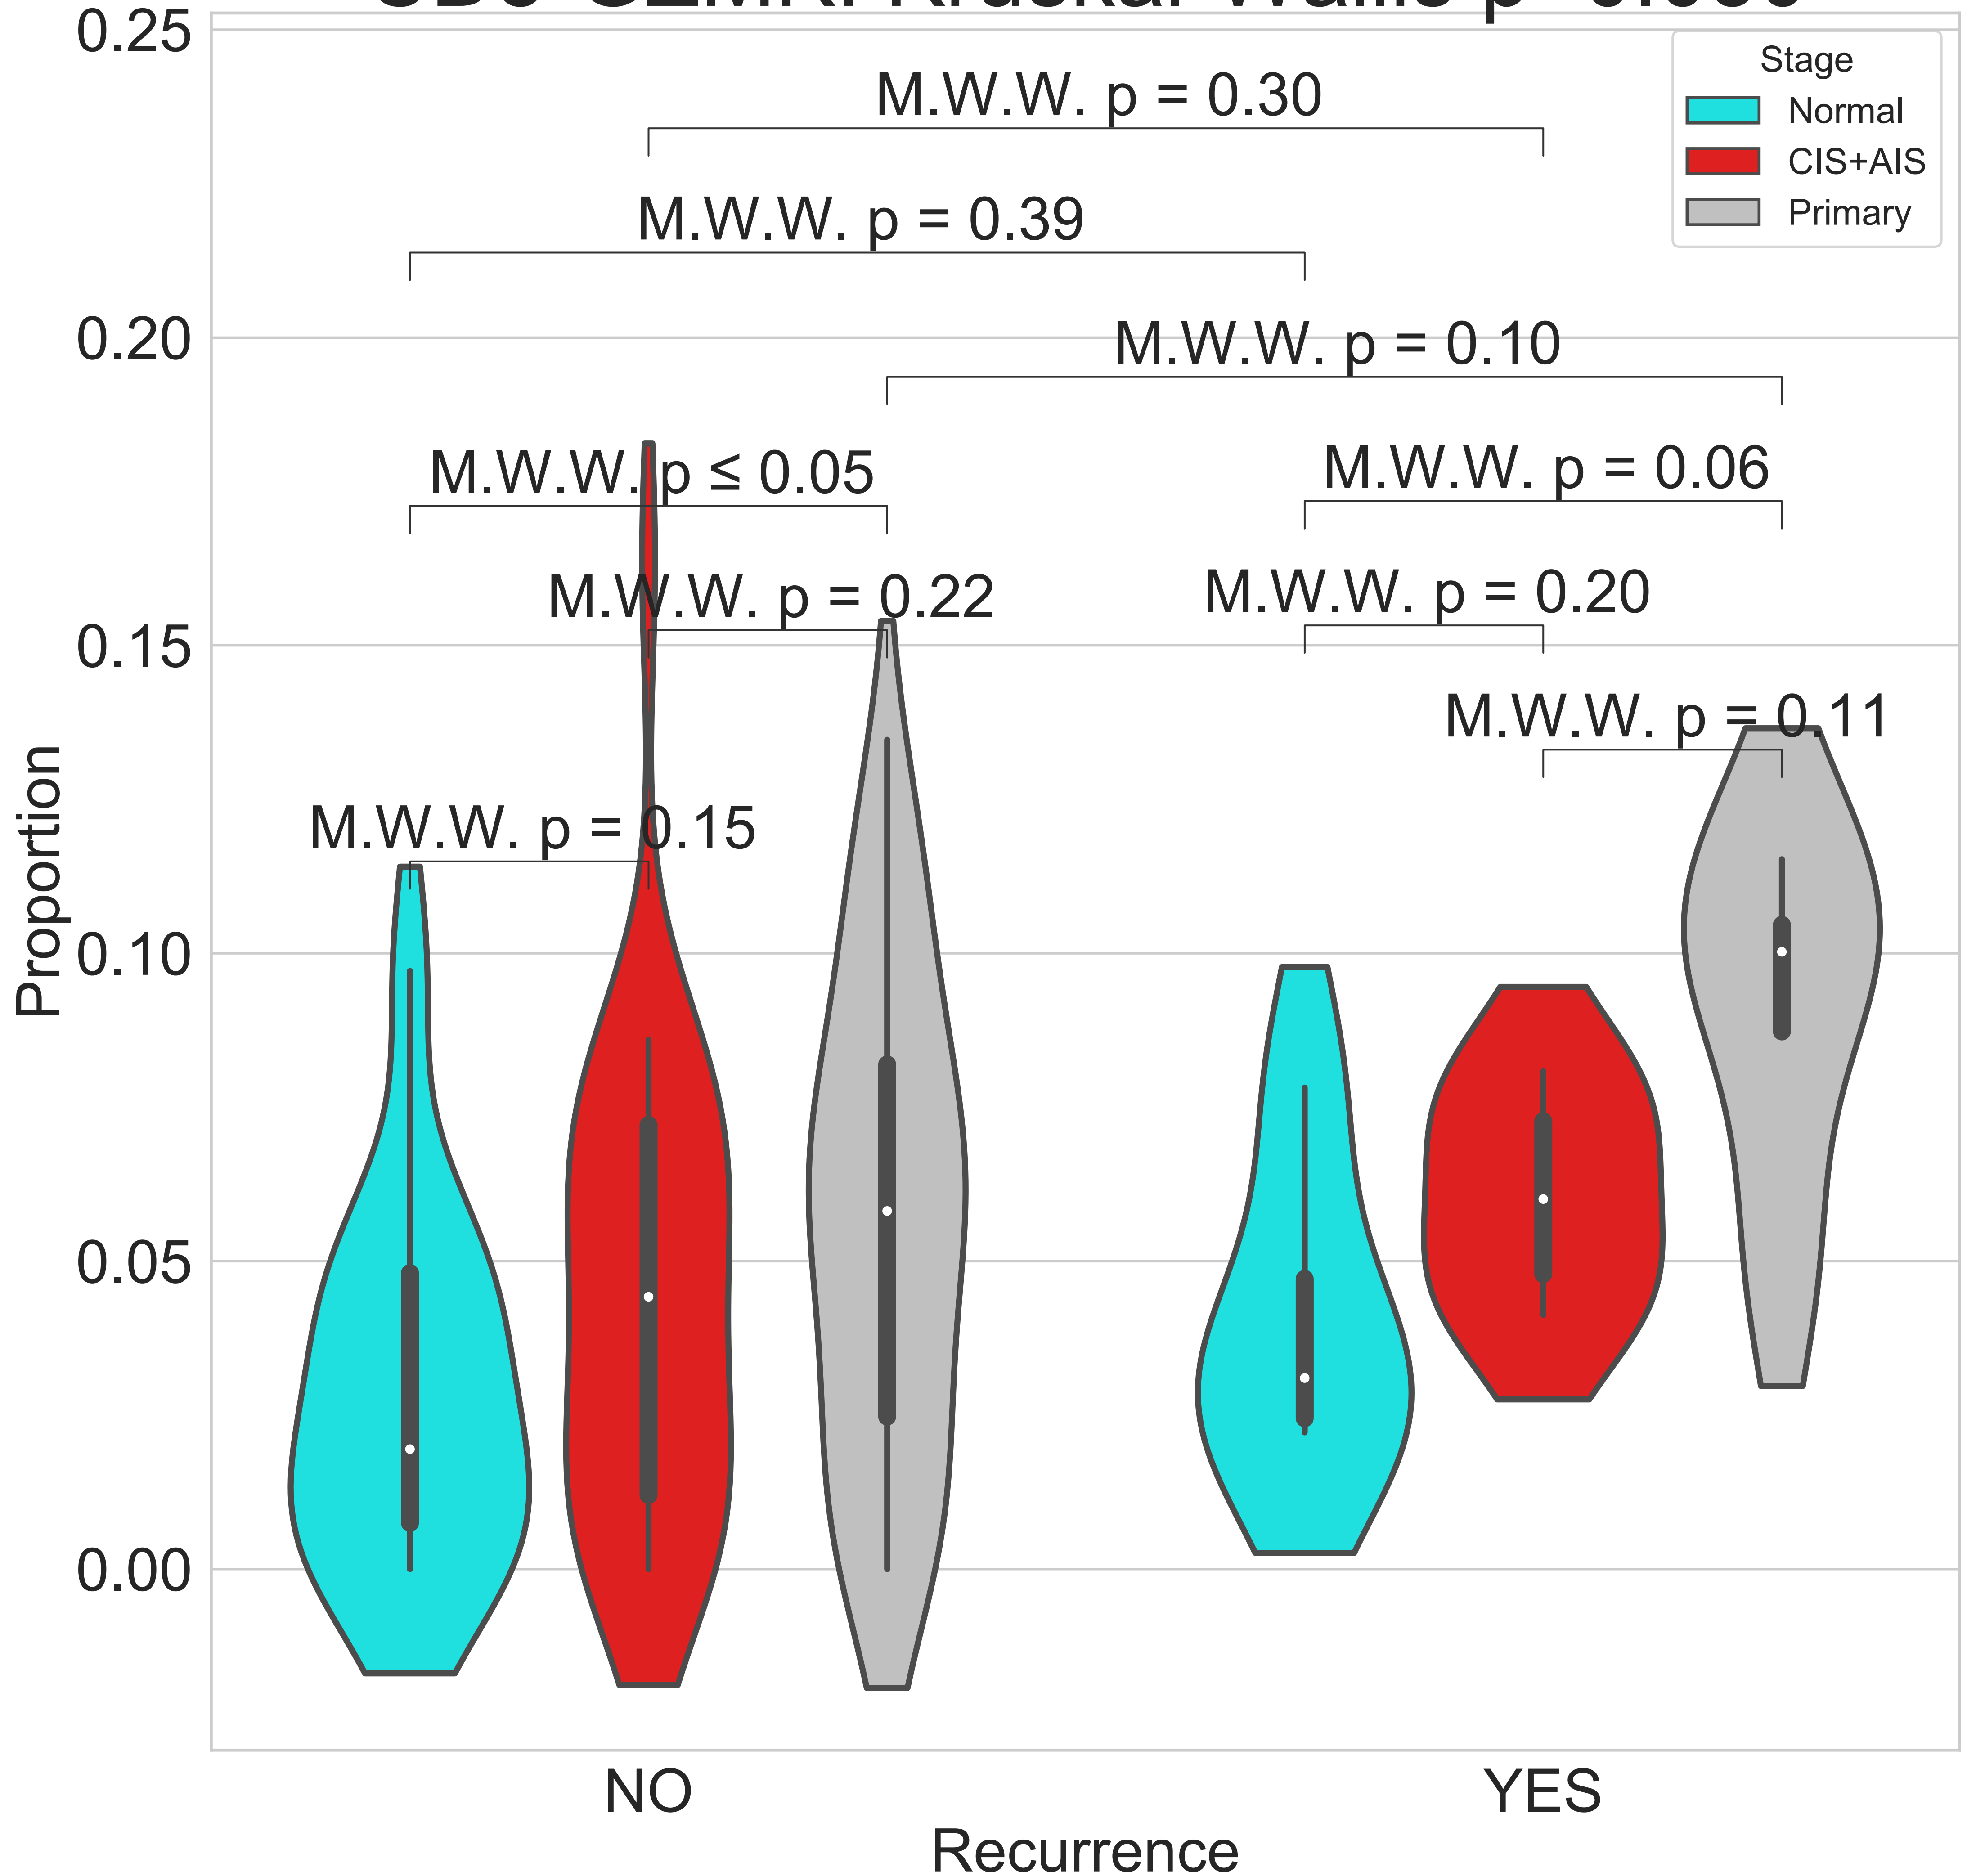 0.25
0.20
0.15
0.10
0.05
0.00
Proportion
Stage
Normal
CIS+AIS
Primary
M.W.W. p = 0.30
M.W.W. p = 0.39
M.W.W. p = 0.10
M.W.W. p ≤ 0.05
M.W.W. p = 0.06
M.W.W. p = 0.22
M.W.W. p = 0.20
M.W.W. p = 0.11
M.W.W. p = 0.15
NO
YES
Recurrence